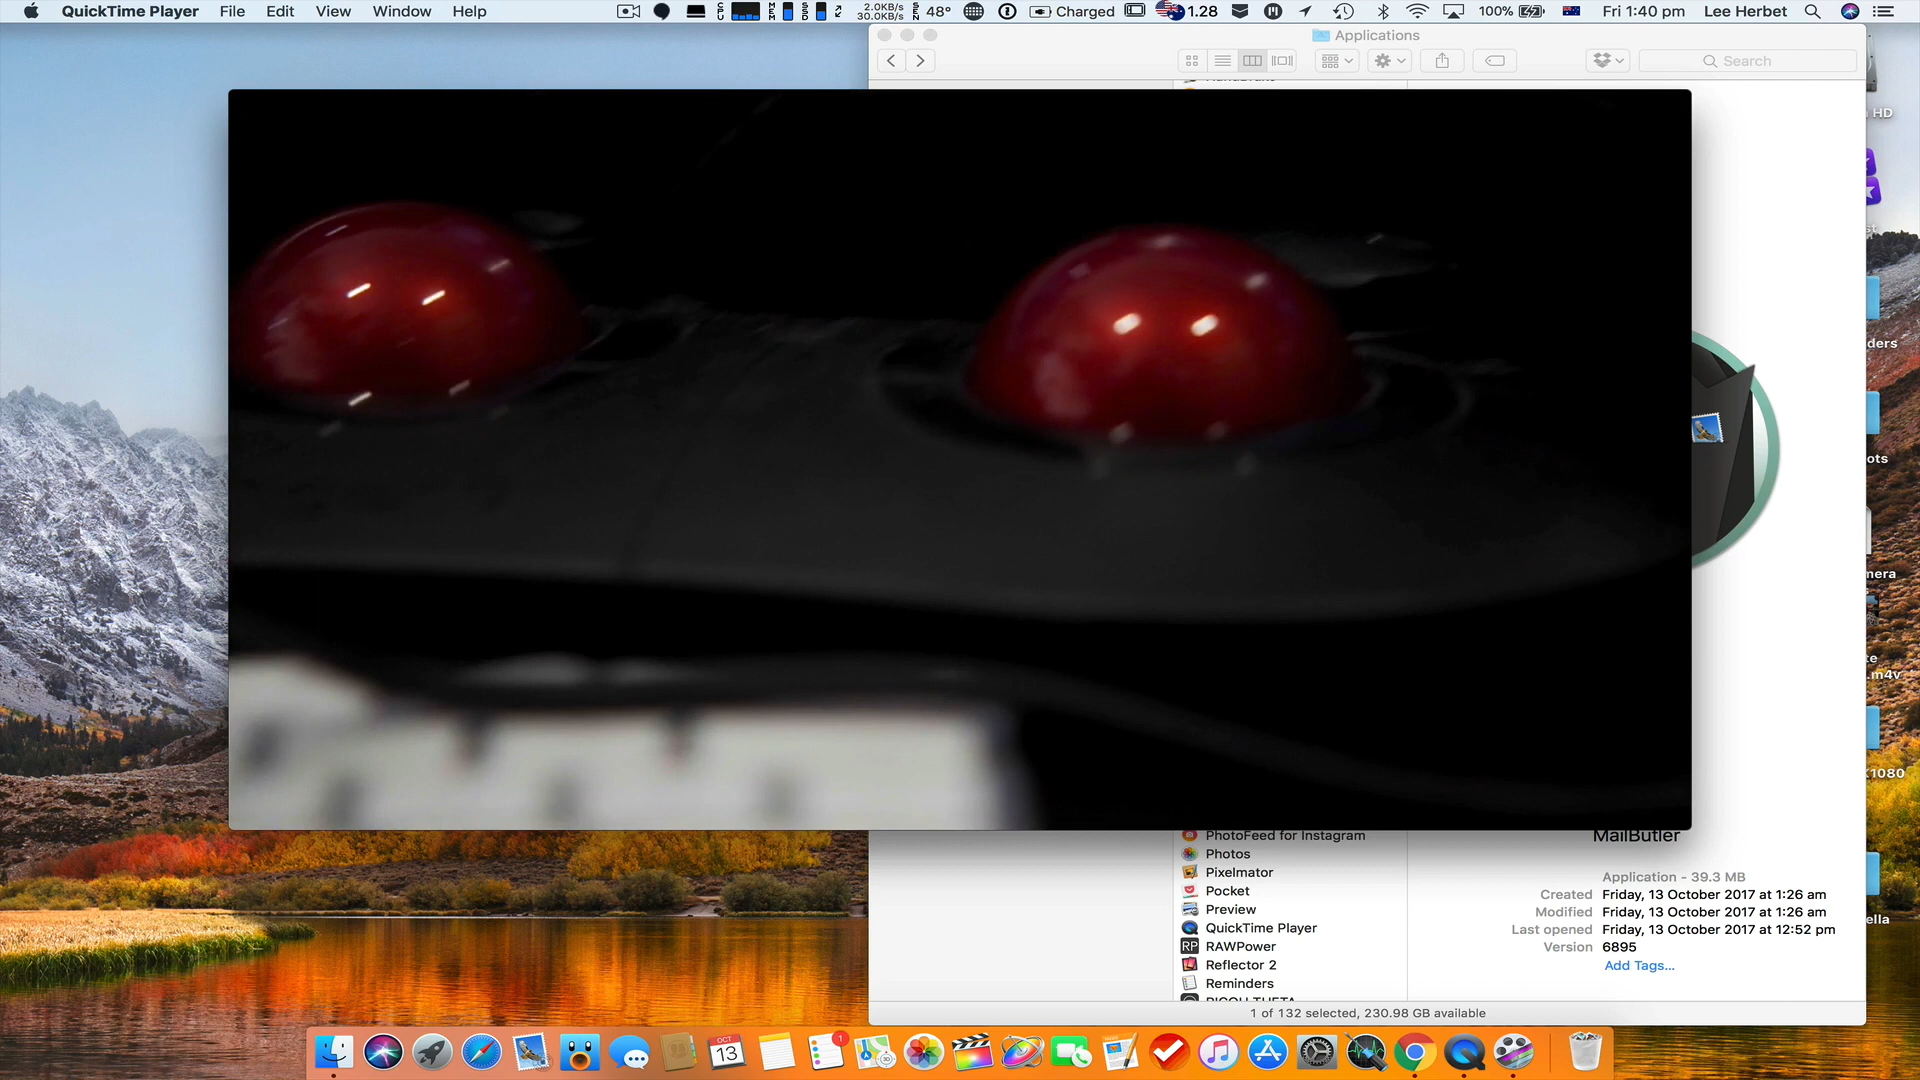 QuickTime Player File Edit View Window Help
2.0KB/s
30.0KB/s
48° Charged 1.28 100% Fri 1:40 pm Lee Herbet
Applications
Search
HD
ders
ots
mera
.m4v
1080
ella
PhotoFeed for Instagram
Photos
Pixelmator
Pocket
Preview
QuickTime Player
RAWPower
Reflector 2
Reminders
RICOH THETA
MailButler
Application - 39.3 MB
Created Friday, 13 October 2017 at 1:26 am
Modified Friday, 13 October 2017 at 1:26 am
Last opened Friday, 13 October 2017 at 12:52 pm
Version 6895
Add Tags...
1 of 132 selected, 230.98 GB available
OCT
13
1